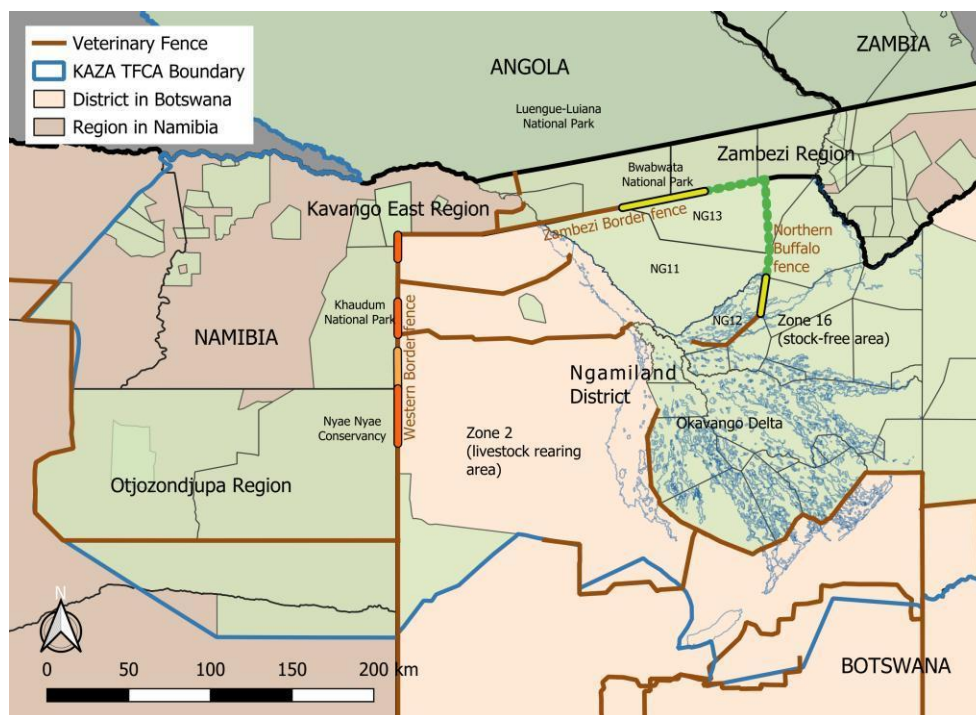 Veterinary Fence
KAZA TFCA Boundary
District in Botswana
Region in Namibia
ANGOLA
ZAMBIA
Luengue-Luiana
National Park
Bwabwata
National Park
Zambezi Region
Kavango East Region
Zambezi Border fence
NG13
Northern
Buffalo
fence
NG11
Khaudum
National Park
NAMIBIA
Western Border fence
NG12
Zone 16
(stock-free area)
Ngamiland
District
Nyae Nyae
Conservancy
Zone 2
(livestock rearing
area)
Okavango Delta
Otjozondjupa Region
N
0 50 100 150 200 km
BOTSWANA